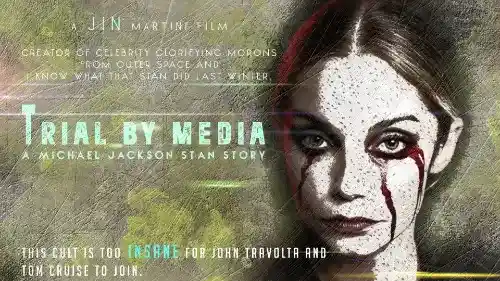 A JIN MARTINI FILM
CREATOR OF CELEBRITY GLORIFYING MORONS
FROM OUTER SPACE AND
I KNOW WHAT THAT STAN DID LAST WINTER.
TRIAL BY MEDIA
A MICHAEL JACKSON STAN STORY
THIS CULT IS TOO INSANE FOR JOHN TRAVOLTA AND
TOM CRUISE TO JOIN.